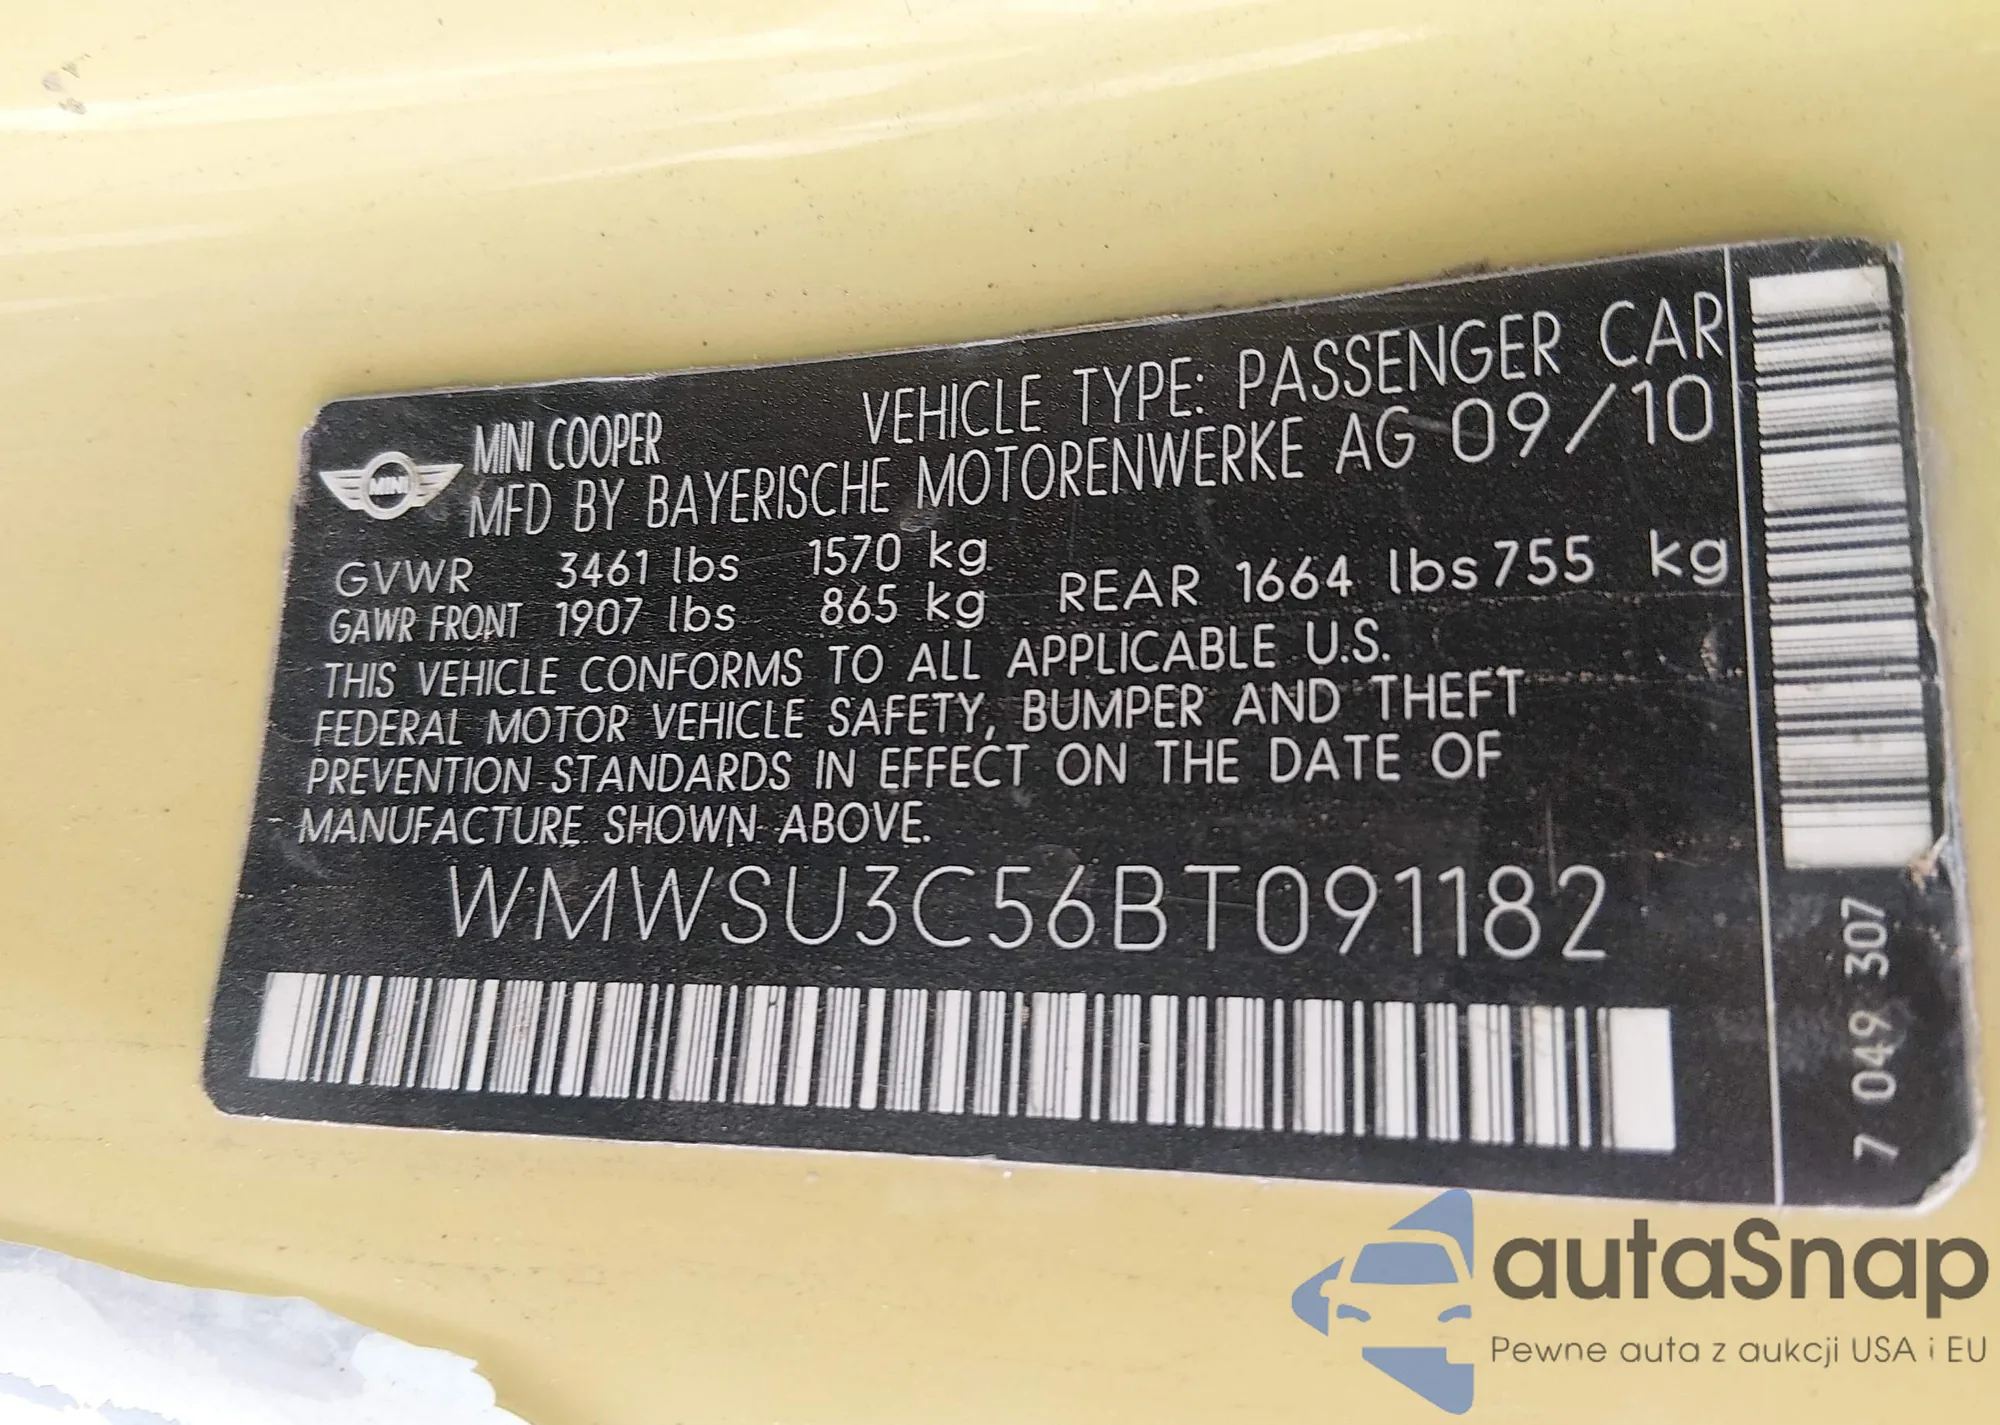 VEHICLE TYPE: PASSENGER CAR
MINI
MINI COOPER
MFD BY BAYERISCHE MOTORENWERKE AG 09/10
GVWR 3461 lbs 1570 kg
GAWR FRONT 1907 lbs 865 kg REAR 1664 lbs 755 kg
THIS VEHICLE CONFORMS TO ALL APPLICABLE U.S.
FEDERAL MOTOR VEHICLE SAFETY, BUMPER AND THEFT
PREVENTION STANDARDS IN EFFECT ON THE DATE OF
MANUFACTURE SHOWN ABOVE.
WMWSU3C56BT091182
7 049 307
autaSnap
Pewne auta z aukcji USA i EU